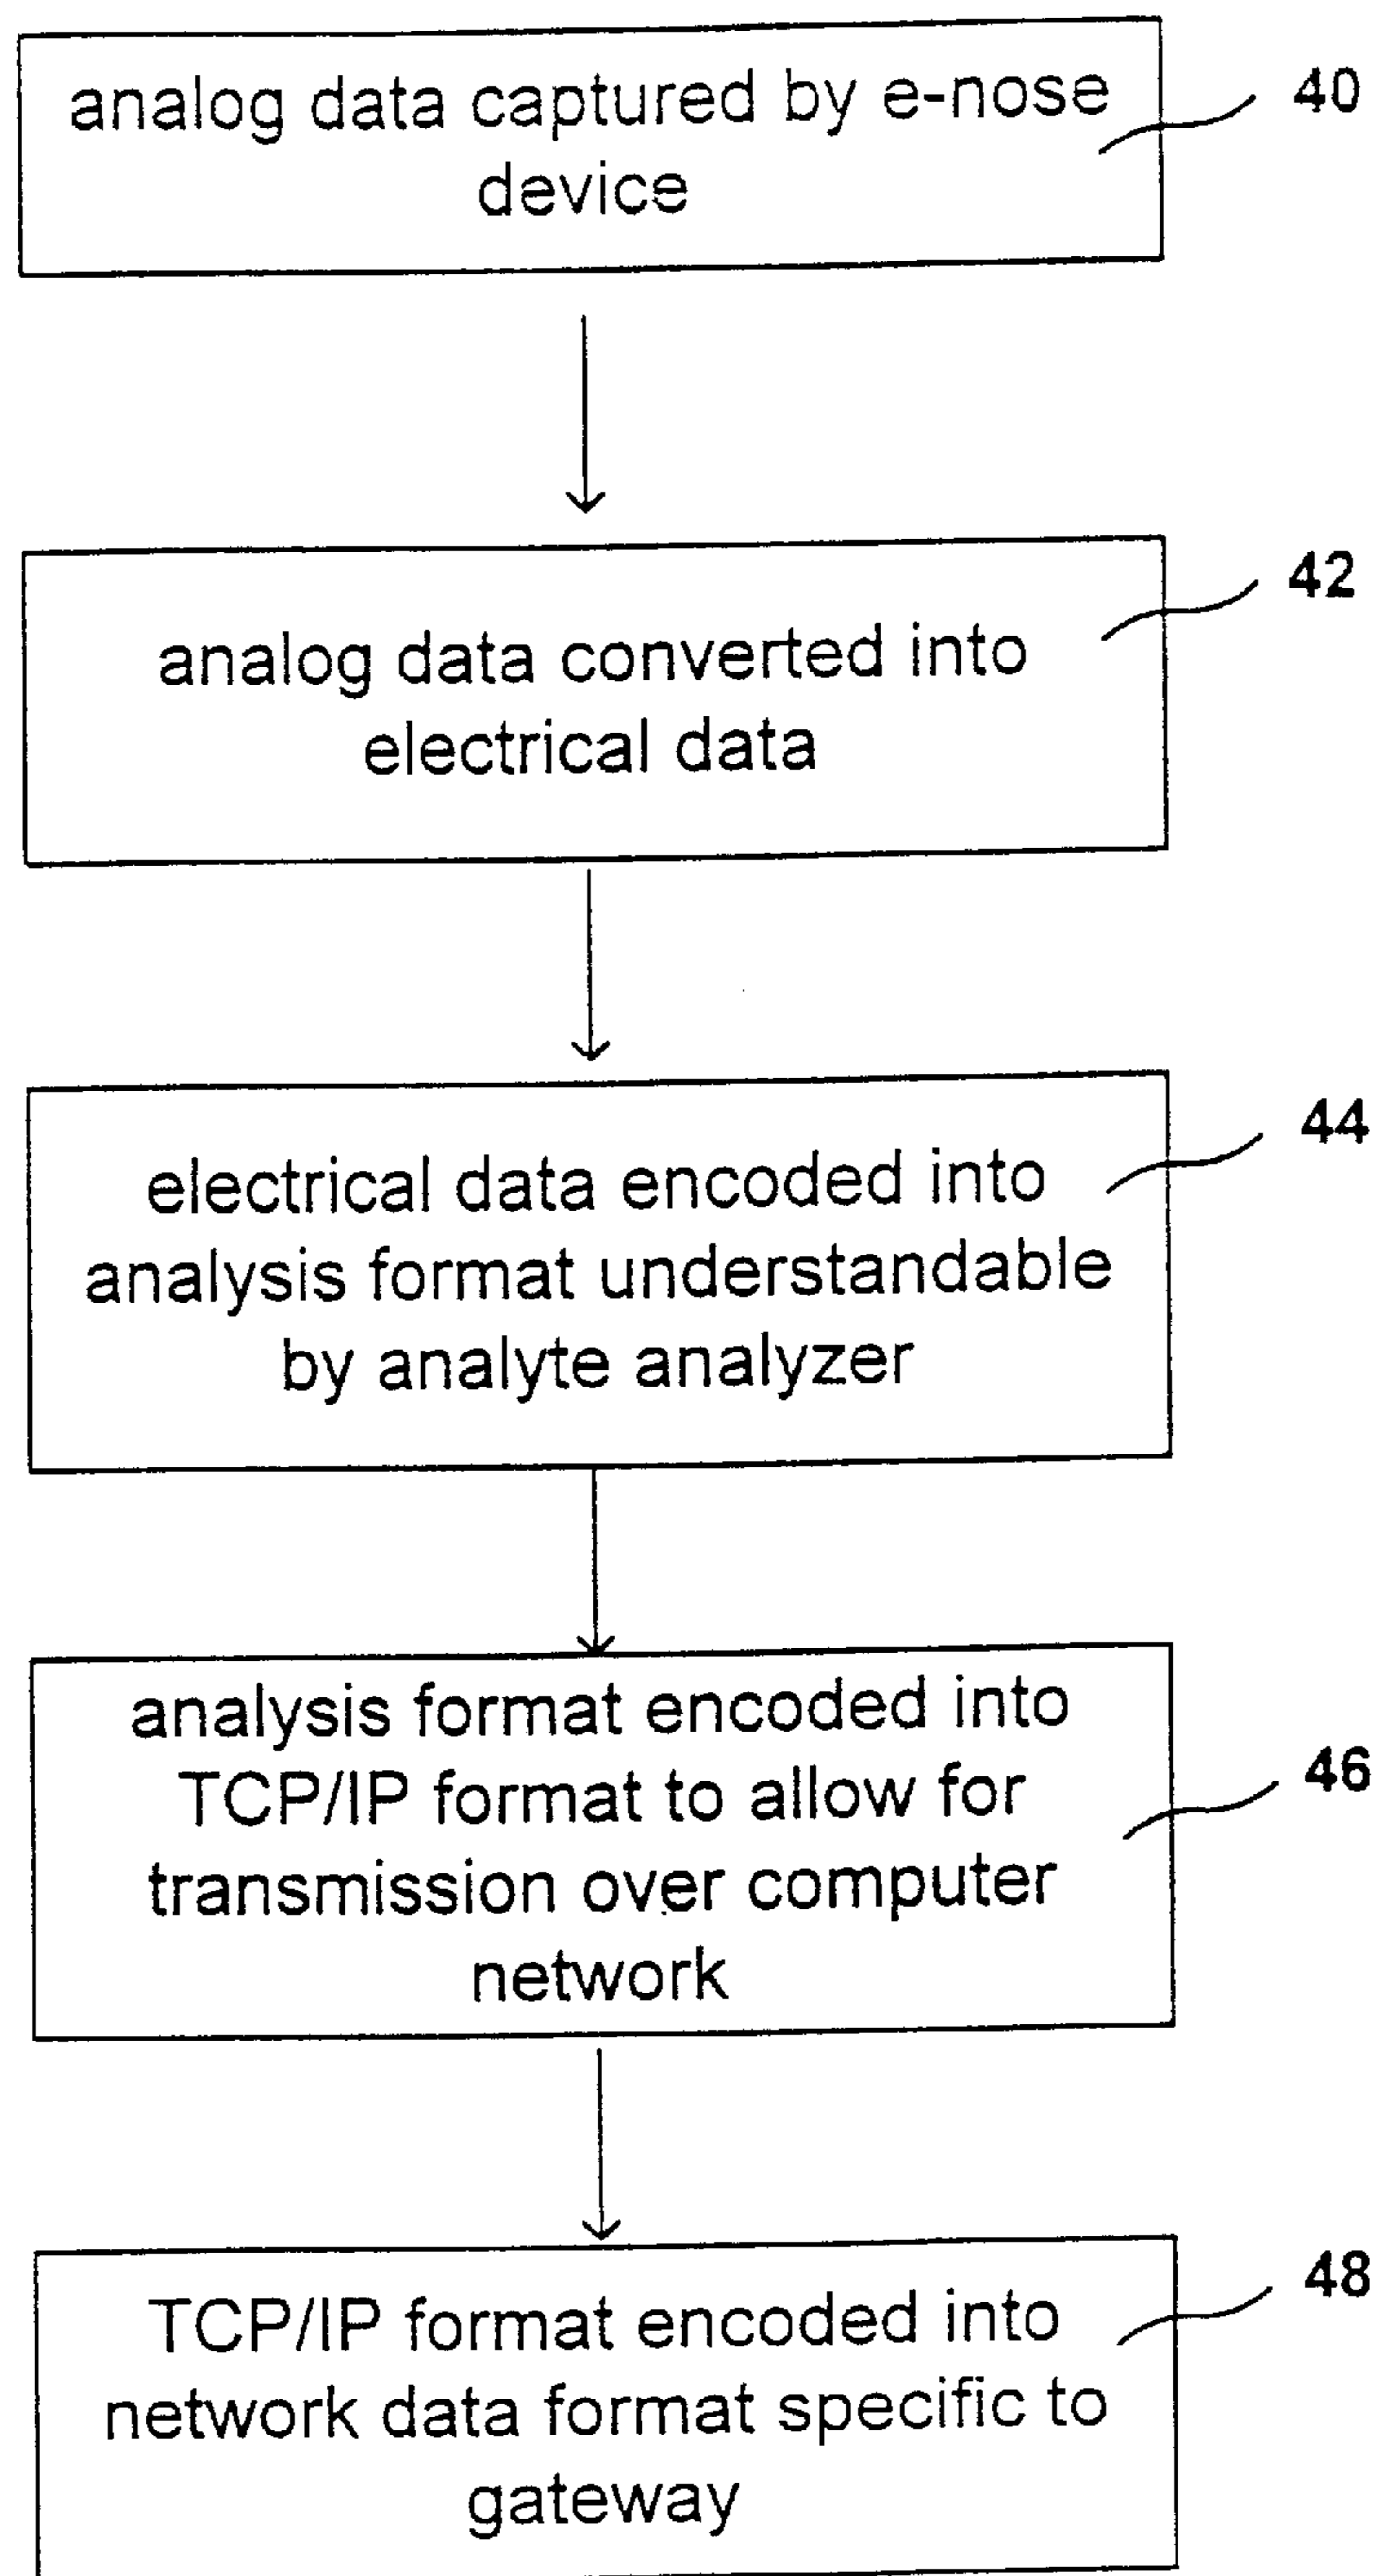 analog data captured by e-nose
device
40
analog data converted into
electrical data
42
electrical data encoded into
analysis format understandable
by analyte analyzer
44
analysis format encoded into
TCP/IP format to allow for
transmission over computer
network
46
TCP/IP format encoded into
network data format specific to
gateway
48